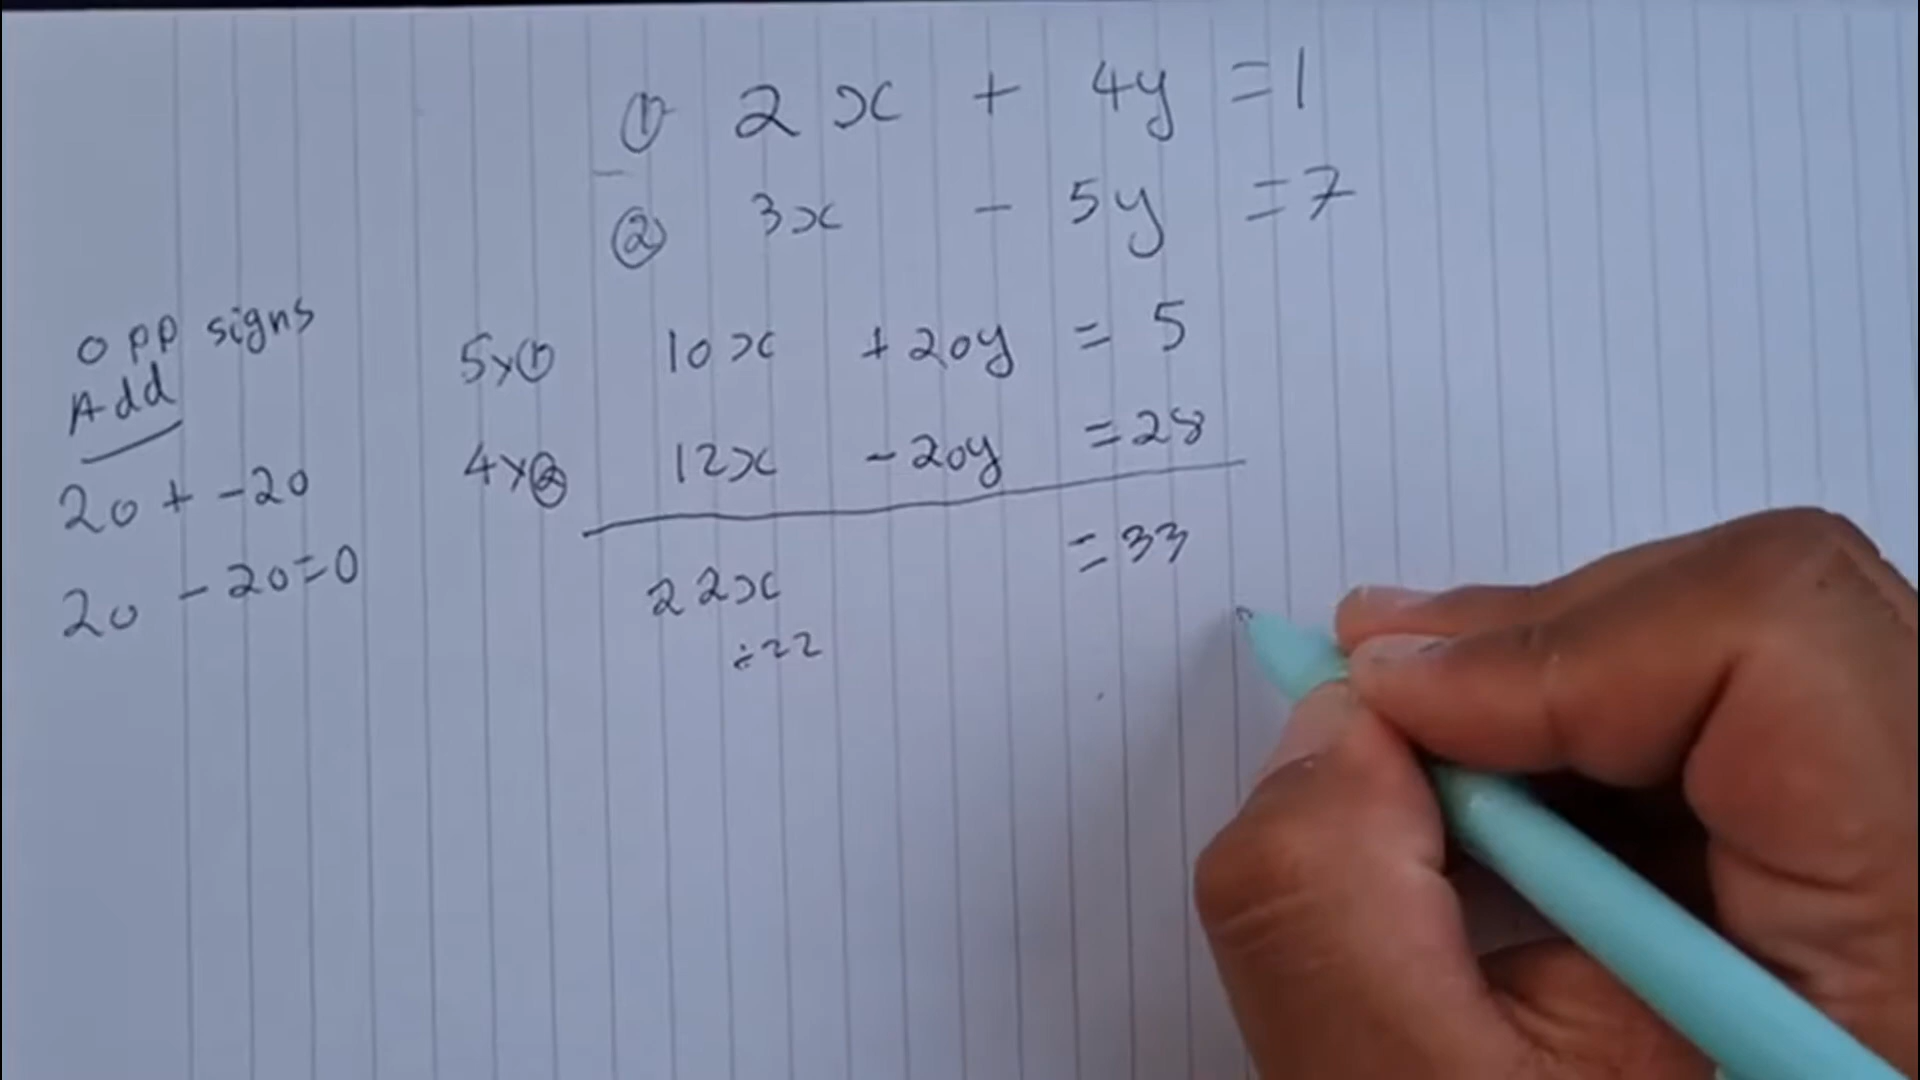 ① 2x + 4y = 1
② 3x - 5y = 7
opp signs
Add
5x① 10x + 20y = 5
4x② 12x - 20y = 28
20 + -20
20 - 20 = 0
22x = 33
÷22